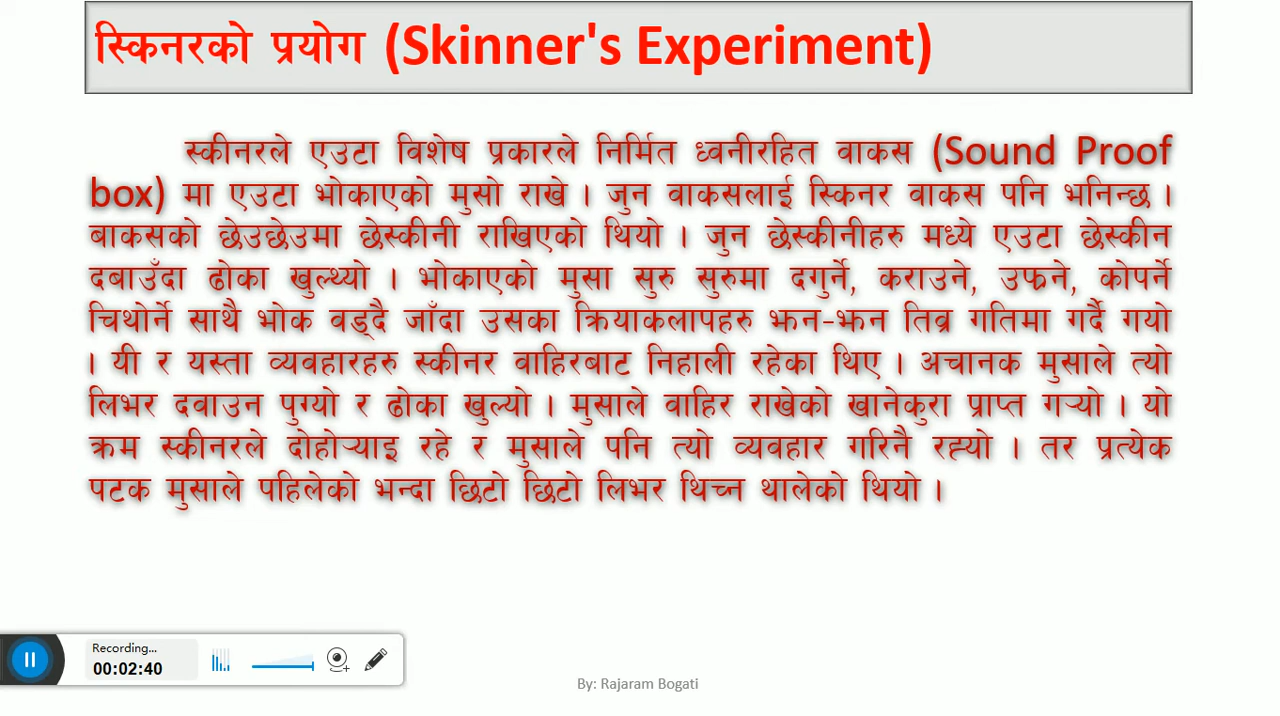 स्किनरको प्रयोग (Skinner's Experiment)
स्कीनरले एउटा विशेष प्रकारले निर्मित ध्वनीरहित वाकस (Sound Proof
box) मा एउटा भोकाएको मुसो राखे । जुन वाकसलाई स्किनर वाकस पनि भनिन्छ ।
बाकसको छेउछेउमा छेस्कीनी राखिएको थियो । जुन छेस्कीनीहरु मध्ये एउटा छेस्कीन
दबाउँदा ढोका खुल्थ्यो । भोकाएको मुसा सुरु सुरुमा दगुर्ने, कराउने, उफ्रने, कोपर्ने
चिथोर्ने साथै भोक वड्दै जाँदा उसका क्रियाकलापहरु झन-झन तिव्र गतिमा गर्दै गयो
। यी र यस्ता व्यवहारहरु स्कीनर वाहिरबाट निहाली रहेका थिए । अचानक मुसाले त्यो
लिभर दवाउन पुग्यो र ढोका खुल्यो । मुसाले वाहिर राखेको खानेकुरा प्राप्त गऱ्यो । यो
क्रम स्कीनरले दोहोऱ्याइ रहे र मुसाले पनि त्यो व्यवहार गरिनै रह्यो । तर प्रत्येक
पटक मुसाले पहिलेको भन्दा छिटो छिटो लिभर थिच्न थालेको थियो ।
Recording...
00:02:40
By: Rajaram Bogati